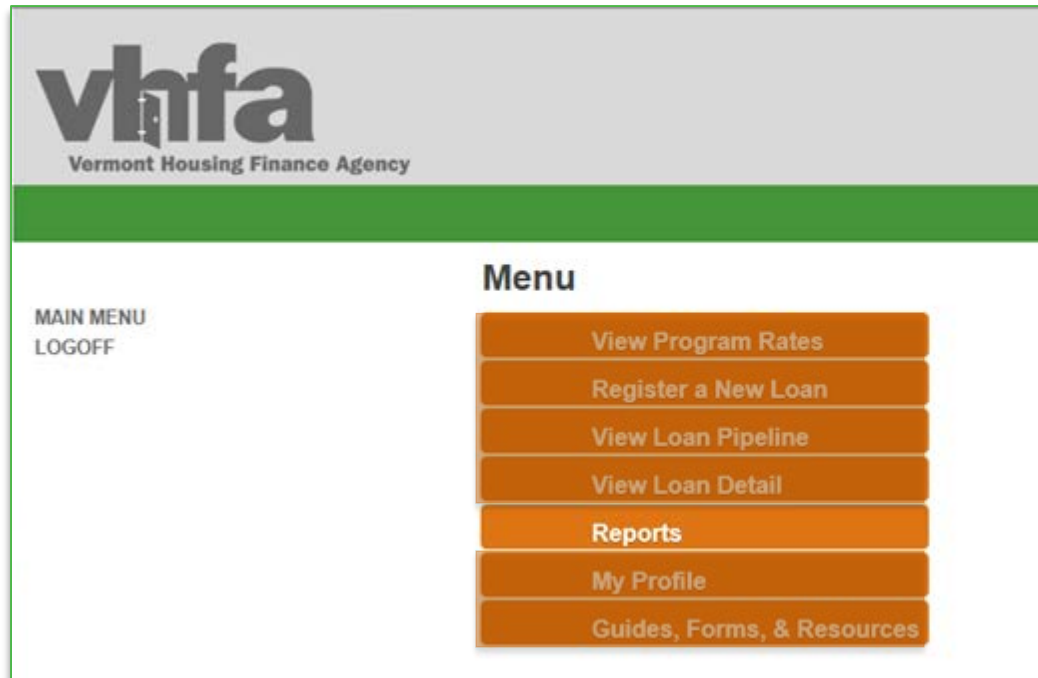 vhfa
Vermont Housing Finance Agency
Menu
MAIN MENU
LOGOFF
View Program Rates
Register a New Loan
View Loan Pipeline
View Loan Detail
Reports
My Profile
Guides, Forms, & Resources